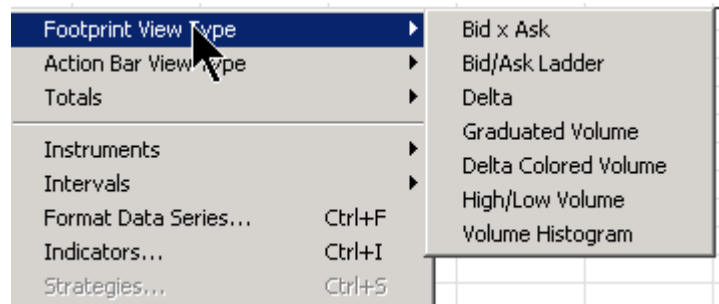 Footprint View Type
Action Bar View Type
Totals
Instruments
Intervals
Format Data Series... Ctrl+F
Indicators... Ctrl+I
Strategies... Ctrl+S
Bid x Ask
Bid/Ask Ladder
Delta
Graduated Volume
Delta Colored Volume
High/Low Volume
Volume Histogram